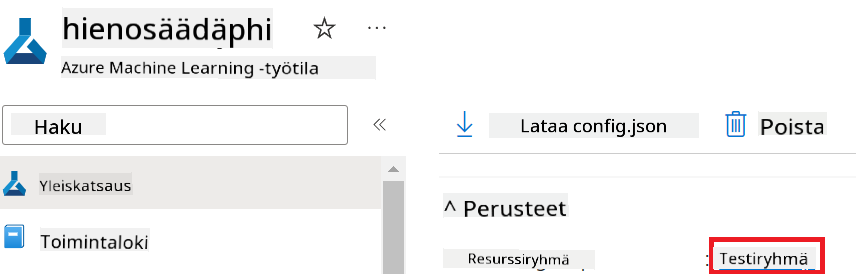 hienosäädäphi
Azure Machine Learning -työtila
Haku
Yleiskatsaus
Toimintaloki
Lataa config.json
Poista
^ Perusteet
Resurssiryhmä : Testiryhmä